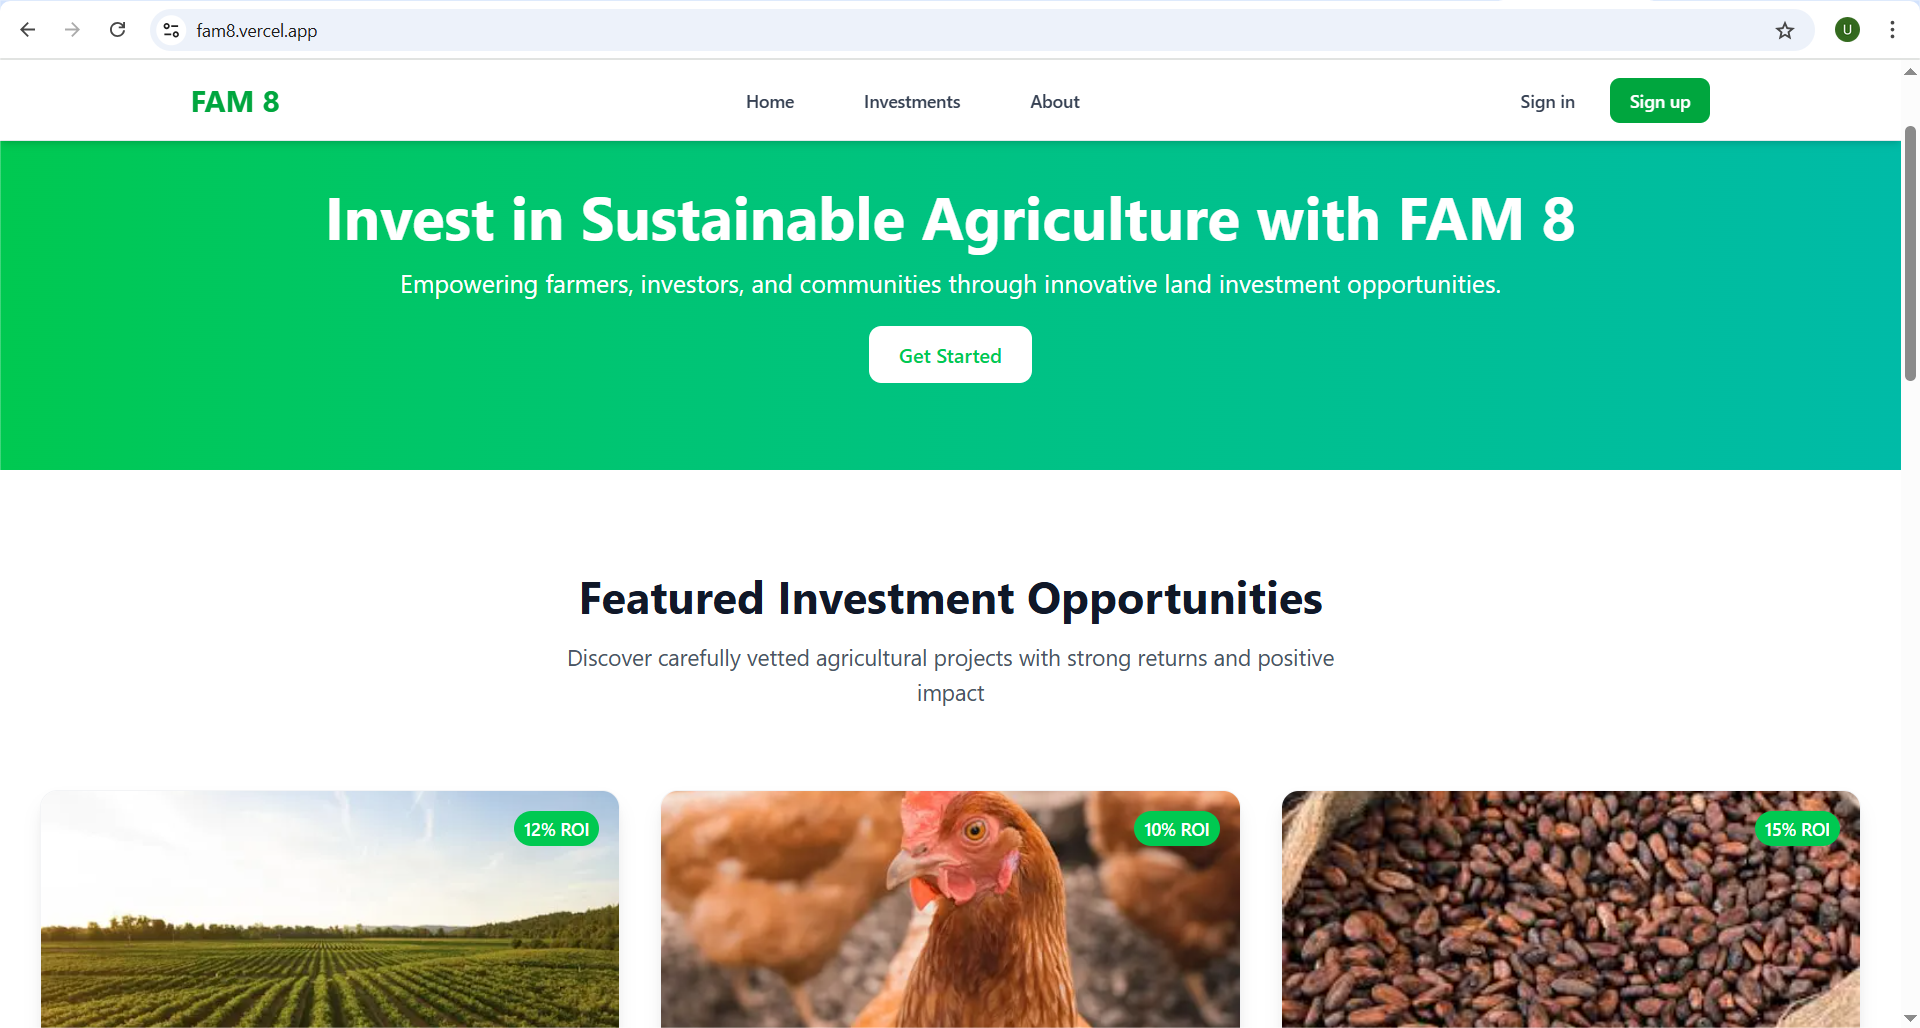 fam8.vercel.app
U
FAM 8
Home
Investments
About
Sign in
Sign up
Invest in Sustainable Agriculture with FAM 8
Empowering farmers, investors, and communities through innovative land investment opportunities.
Get Started
Featured Investment Opportunities
Discover carefully vetted agricultural projects with strong returns and positive
impact
12% ROI
10% ROI
15% ROI